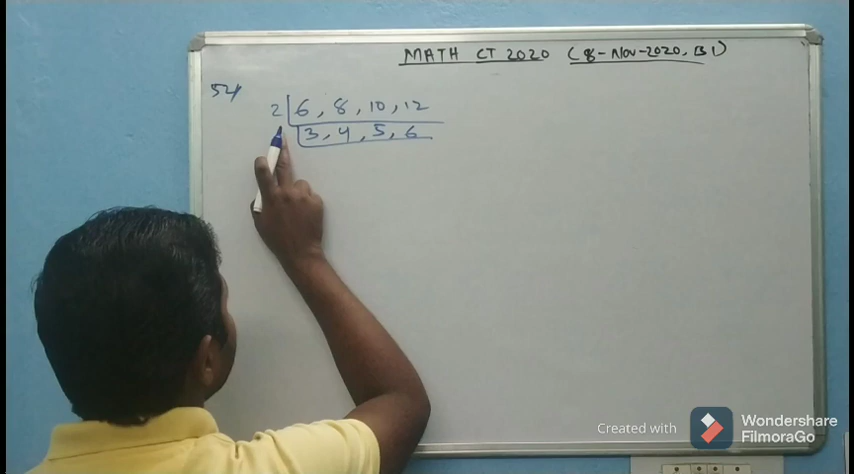 MATH CT 2020 (8-Nov-2020, B1)
54
2 6, 8, 10, 12
3, 4, 5, 6
Created with Wondershare FilmoraGo